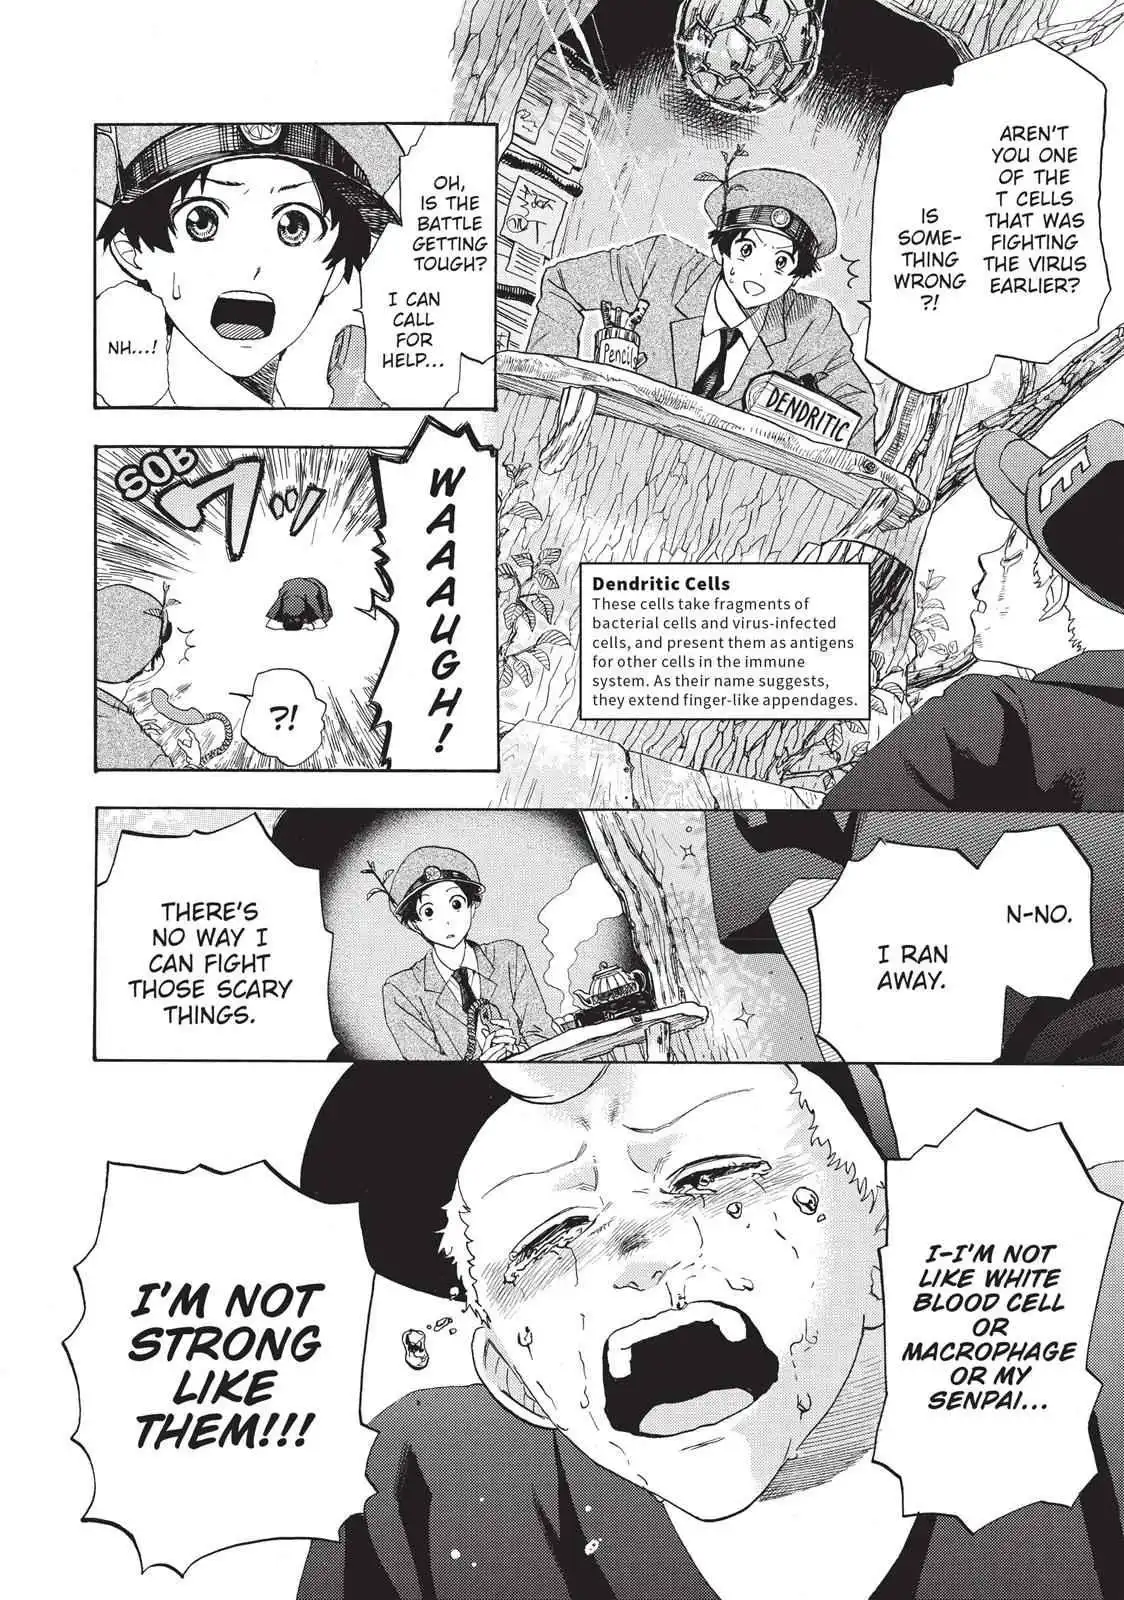 AREN'T
YOU ONE
OF THE
T CELLS
THAT WAS
FIGHTING
THE VIRUS
EARLIER?
IS
SOME-
THING
WRONG
?!
Pencil
DENDRITIC
Dendritic Cells
These cells take fragments of
bacterial cells and virus-infected
cells, and present them as antigens
for other cells in the immune
system. As their name suggests,
they extend finger-like appendages.
OH,
IS THE
BATTLE
GETTING
TOUGH?
I CAN
CALL
FOR
HELP...
NH...!
WAAAUGH!
SOB
ワッ
?!
N-NO.
I RAN
AWAY.
THERE'S
NO WAY I
CAN FIGHT
THOSE SCARY
THINGS.
I-I'M NOT
LIKE WHITE
BLOOD CELL
OR
MACROPHAGE
OR MY
SENPAI...
I'M NOT
STRONG
LIKE
THEM!!!